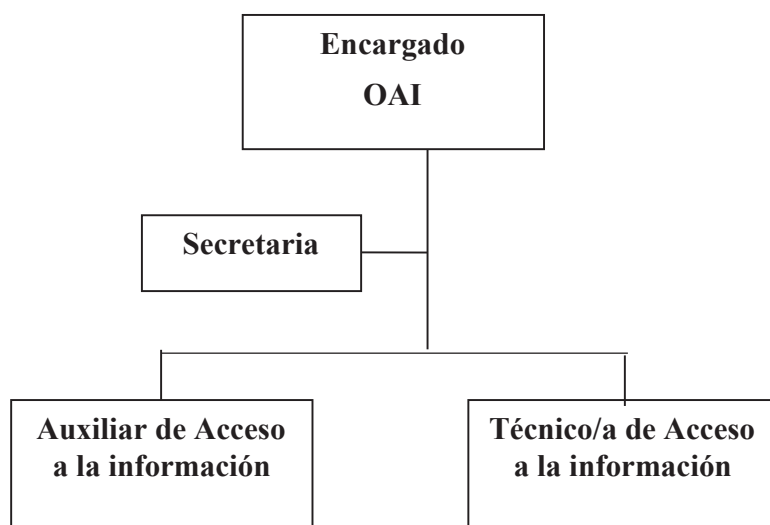 Encargado
OAI
Secretaria
Auxiliar de Acceso
a la información
Técnico/a de Acceso
a la información